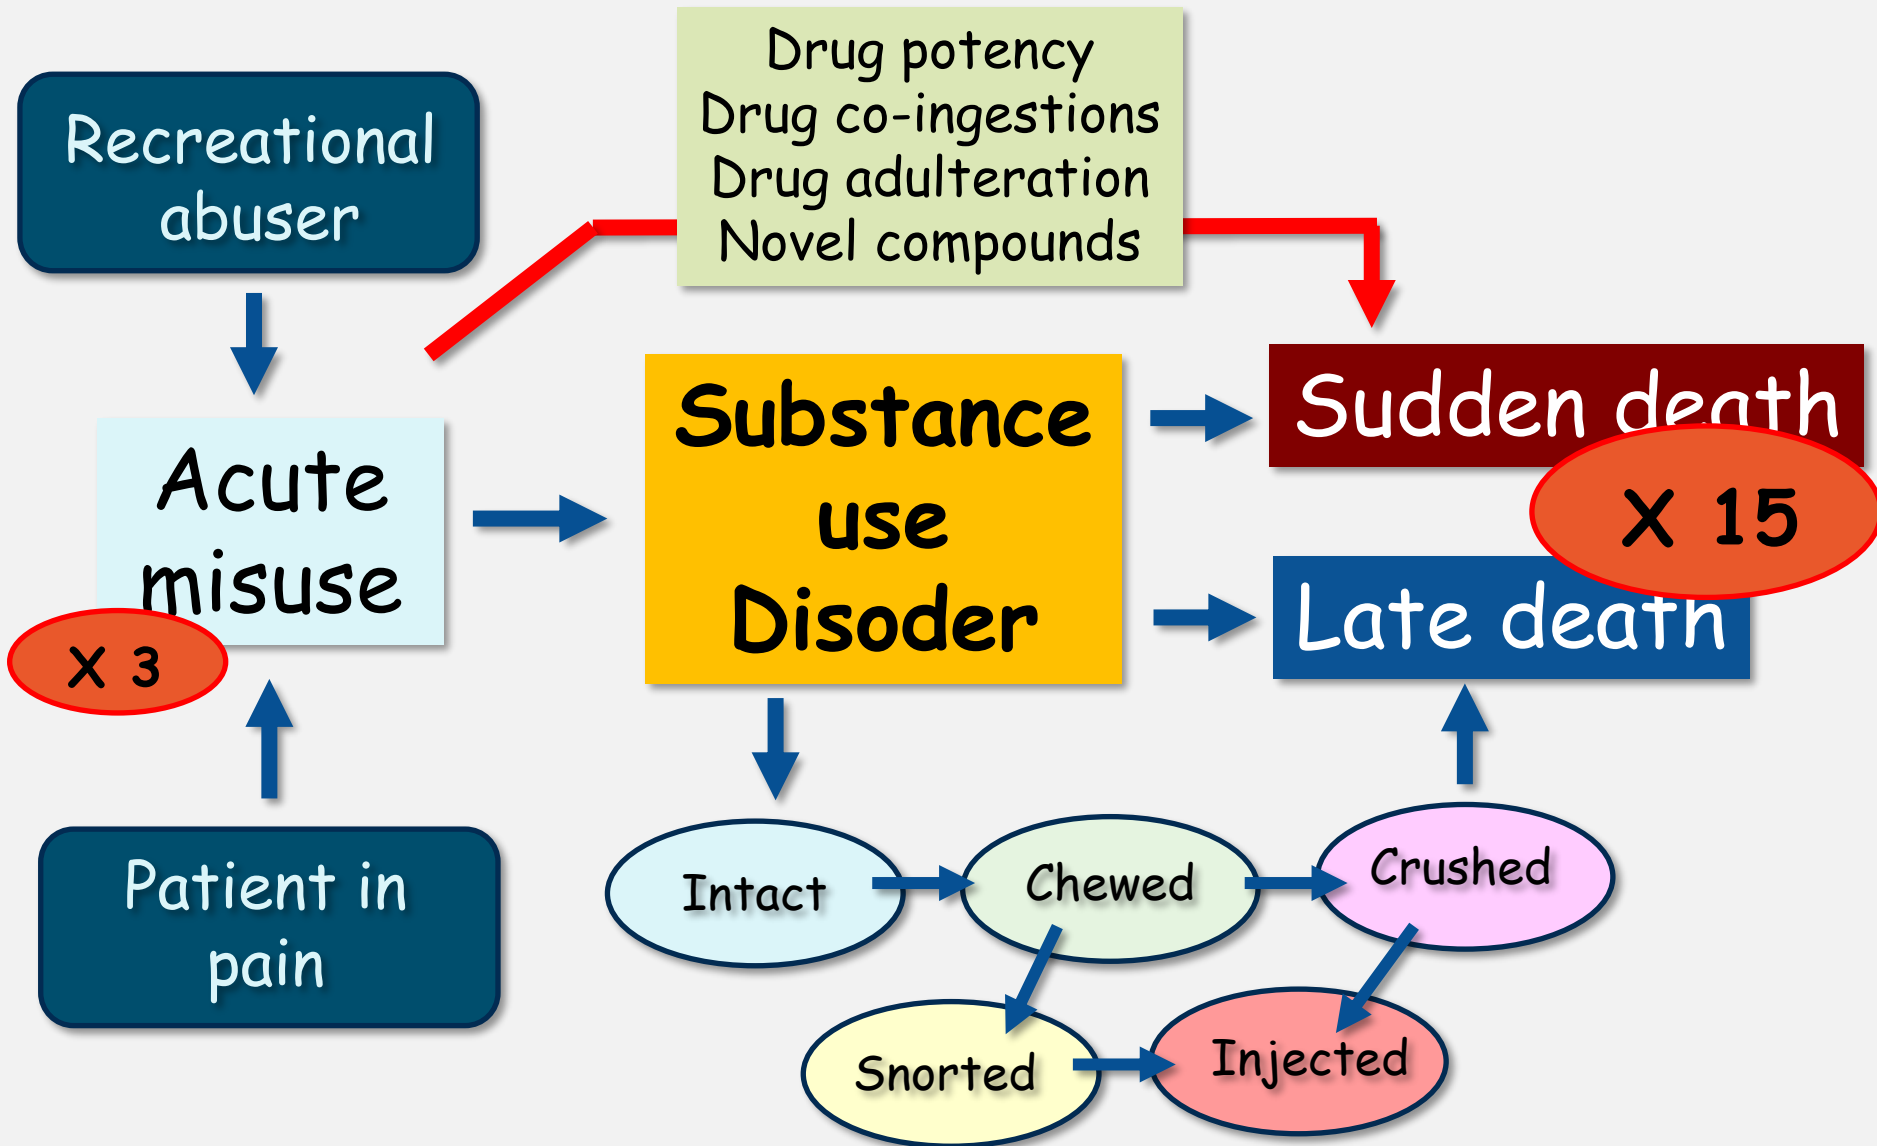 Drug potency
Drug co-ingestions
Drug adulteration
Novel compounds
Recreational
abuser
Acute
misuse
X 3
Patient in
pain
Substance
use
Disoder
Sudden death
X 15
Late death
Intact
Chewed
Crushed
Snorted
Injected